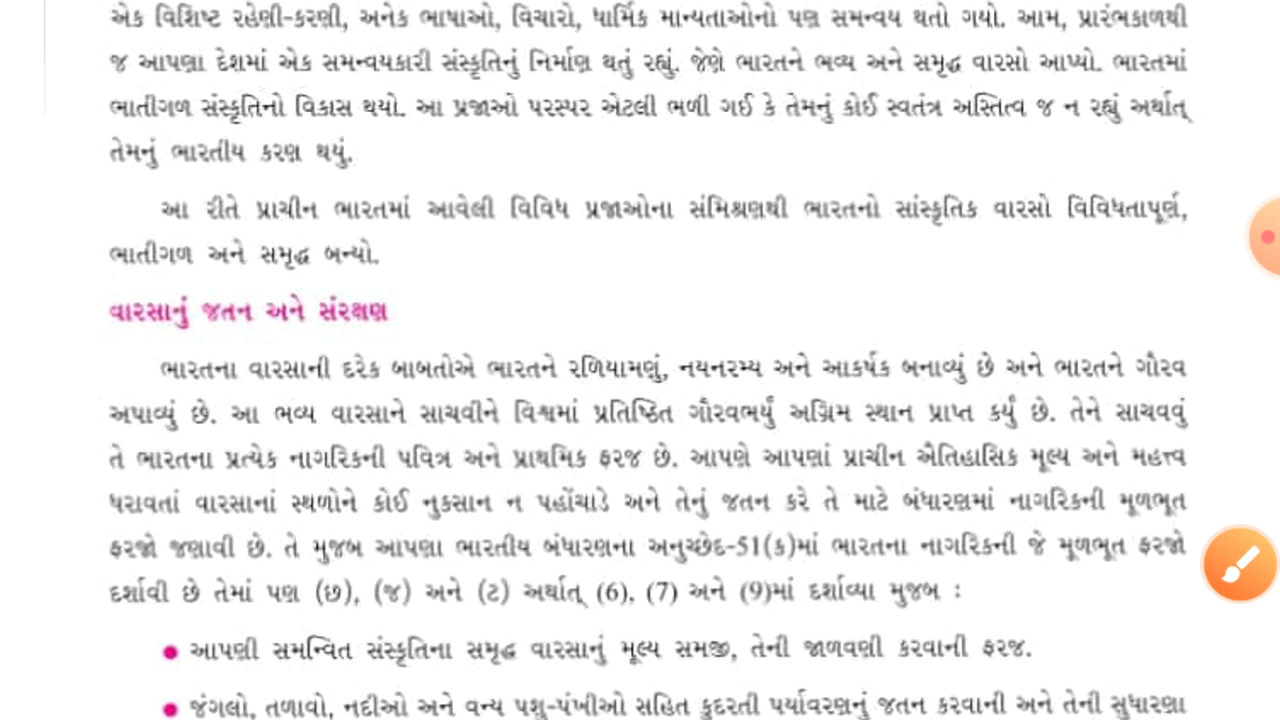 એક વિશિષ્ટ રહેણી-કરણી, અનેક ભાષાઓ, વિચારો, ધાર્મિક માન્યતાઓનો પણ સમન્વય થતો ગયો. આમ, પ્રારંભકાળથી
જ આપણા દેશમાં એક સમન્વયકારી સંસ્કૃતિનું નિર્માણ થતું રહ્યું. જેણે ભારતને ભવ્ય અને સમૃદ્ધ વારસો આપ્યો. ભારતમાં
ભાતીગળ સંસ્કૃતિનો વિકાસ થયો. આ પ્રજાઓ પરસ્પર એટલી ભળી ગઈ કે તેમનું કોઈ સ્વતંત્ર અસ્તિત્વ જ ન રહ્યું અર્થાત્
તેમનું ભારતીય કરણ થયું.
આ રીતે પ્રાચીન ભારતમાં આવેલી વિવિધ પ્રજાઓના સંમિશ્રણથી ભારતનો સાંસ્કૃતિક વારસો વિવિધતાપૂર્ણ,
ભાતીગળ અને સમૃદ્ધ બન્યો.
વારસાનું જતન અને સંરક્ષણ
ભારતના વારસાની દરેક બાબતોએ ભારતને રળિયામણું, નયનરમ્ય અને આકર્ષક બનાવ્યું છે અને ભારતને ગૌરવ
અપાવ્યું છે. આ ભવ્ય વારસાને સાચવીને વિશ્વમાં પ્રતિષ્ઠિત ગૌરવભર્યું અગ્રિમ સ્થાન પ્રાપ્ત કર્યું છે. તેને સાચવવું
તે ભારતના પ્રત્યેક નાગરિકની પવિત્ર અને પ્રાથમિક ફરજ છે. આપણે આપણાં પ્રાચીન ઐતિહાસિક મૂલ્ય અને મહત્ત્વ
ધરાવતાં વારસાનાં સ્થળોને કોઈ નુકસાન ન પહોંચાડે અને તેનું જતન કરે તે માટે બંધારણમાં નાગરિકની મૂળભૂત
ફરજો જણાવી છે. તે મુજબ આપણા ભારતીય બંધારણના અનુચ્છેદ-51(ક)માં ભારતના નાગરિકની જે મૂળભૂત ફરજો
દર્શાવી છે તેમાં પણ (છ), (જ) અને (ટ) અર્થાત્ (6), (7) અને (9)માં દર્શાવ્યા મુજબ :
● આપણી સમન્વિત સંસ્કૃતિના સમૃદ્ધ વારસાનું મૂલ્ય સમજી, તેની જાળવણી કરવાની ફરજ.
● જંગલો, તળાવો, નદીઓ અને વન્ય પશુ-પંખીઓ સહિત કુદરતી પર્યાવરણનું જતન કરવાની અને તેની સુધારણા